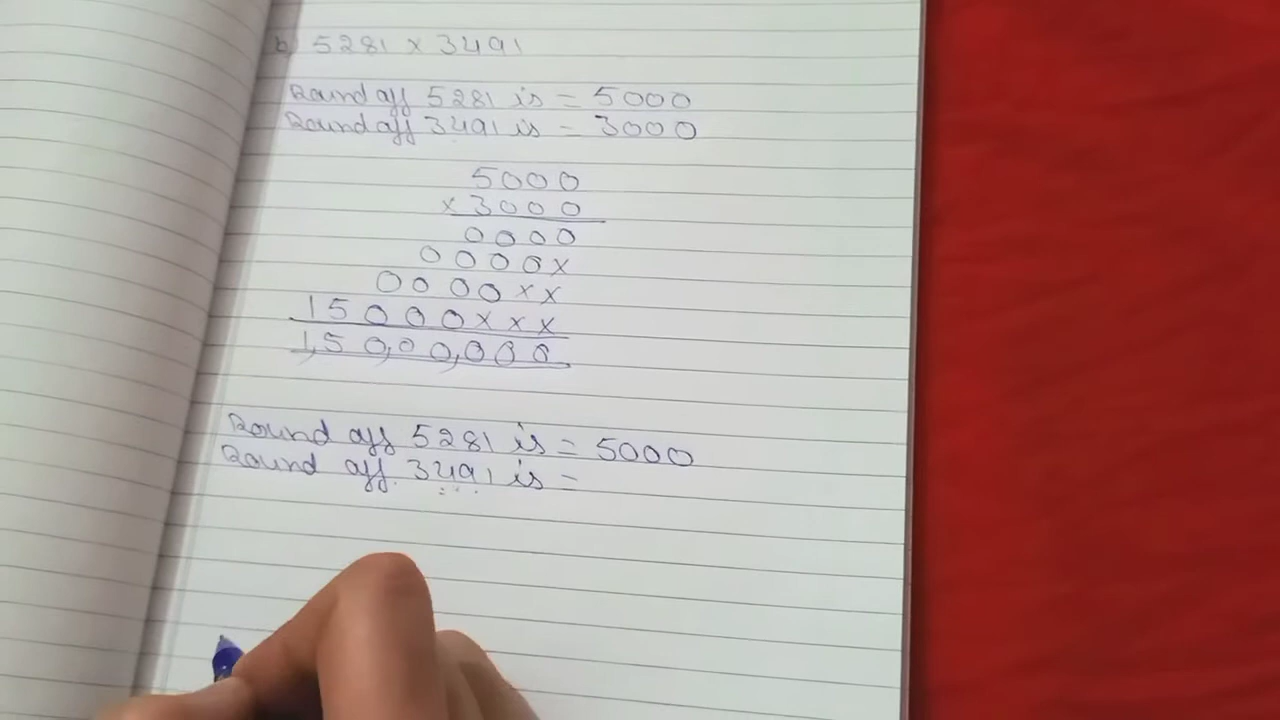 b) 5281 x 3491
Round off 5281 is = 5000
Round off 3491 is = 3000
5000
x 3000
0000
0000x
0000xx
15000xxx
1,50,00,000
Round off 5281 is = 5000
Round off 3491 is =